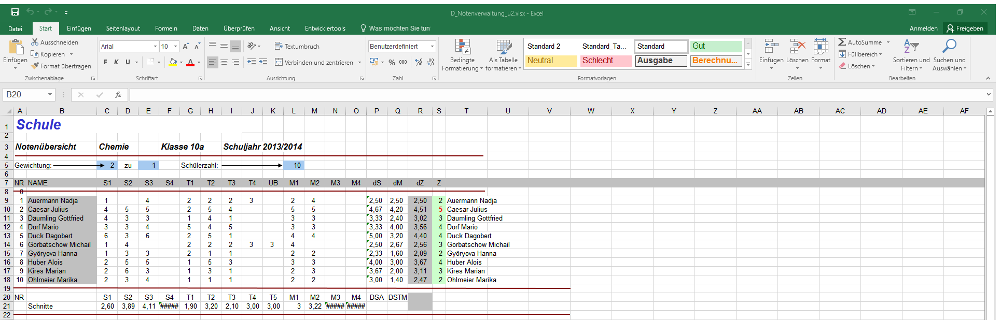 D_Notenverwaltung_u2.xlsx - Excel
Datei Start Einfügen Seitenlayout Formeln Daten Überprüfen Ansicht Entwicklertools Was möchten Sie tun Anmelden Freigeben
Einfügen
Ausschneiden
Kopieren
Format übertragen
Zwischenablage
Arial 10
F K U
Schriftart
Textumbruch
Verbinden und zentrieren
Ausrichtung
Benutzerdefiniert
% 000
Zahl
Bedingte Formatierung
Als Tabelle formatieren
Standard 2 Standard_Ta... Standard Gut
Neutral Schlecht Ausgabe Berechnu...
Formatvorlagen
Einfügen Löschen Format
Zellen
AutoSumme
Füllbereich
Löschen
Sortieren und Filtern
Suchen und Auswählen
Bearbeiten
B20 fx
A B C D E F G H I J K L M N O P Q R S T U V W X Y Z AA AB AC AD AE AF
1 Schule
2
3 Notenübersicht Chemie Klasse 10a Schuljahr 2013/2014
4
5 Gewichtung: 2 zu 1 Schülerzahl: 10
6
7 NR NAME S1 S2 S3 S4 T1 T2 T3 T4 UB M1 M2 M3 M4 dS dM dZ Z
8 0
9 1 Auermann Nadja 1 4 2 2 2 3 2 4 2,50 2,50 2,50 2 Auermann Nadja
10 2 Caesar Julius 4 5 5 2 5 4 5 5 4,67 4,20 4,51 5 Caesar Julius
11 3 Däumling Gottfried 4 3 3 1 4 1 3 3 3,33 2,40 3,02 3 Däumling Gottfried
12 4 Dorf Mario 3 3 4 5 4 5 3 3 3,33 4,00 3,56 4 Dorf Mario
13 5 Duck Dagobert 6 3 6 2 5 1 4 4 5,00 3,20 4,40 4 Duck Dagobert
14 6 Gorbatschow Michail 1 4 2 2 2 3 3 4 2,50 2,67 2,56 3 Gorbatschow Michail
15 7 Györyova Hanna 1 3 3 2 1 1 2 2 2,33 1,60 2,09 2 Györyova Hanna
16 8 Huber Alois 2 5 5 1 5 3 3 3 4,00 3,00 3,67 4 Huber Alois
17 9 Kires Marian 2 6 3 1 3 1 2 3 3,67 2,00 3,11 3 Kires Marian
18 10 Ohlmeier Marika 2 3 4 1 1 1 2 2 3,00 1,40 2,47 2 Ohlmeier Marika
19
20 NR S1 S2 S3 S4 T1 T2 T3 T4 T5 M1 M2 M3 M4 DSA DSTM
21 Schnitte 2,60 3,89 4,11 ##### 1,90 3,20 2,10 3,00 3,00 3 3,22 ##### #####
22